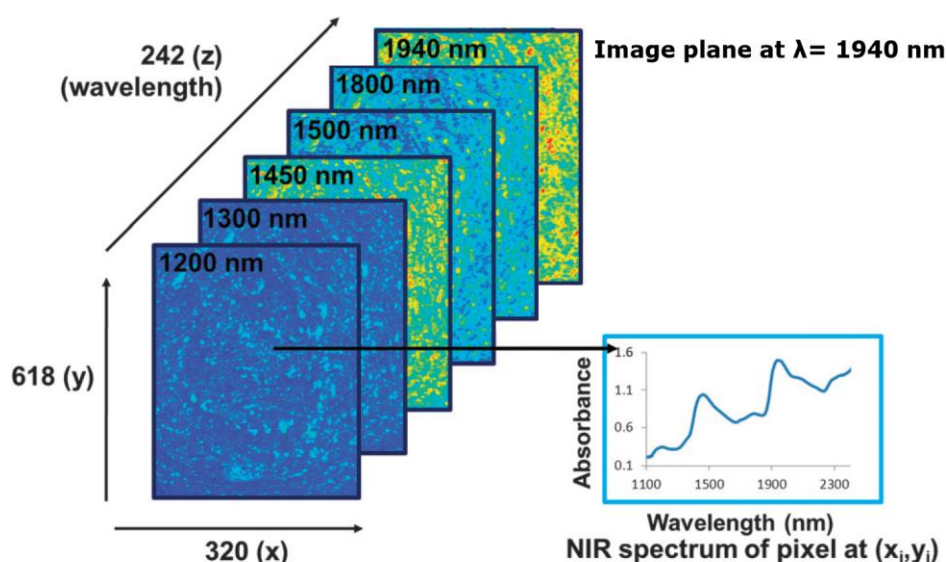 242 (z)
(wavelength)
1940 nm
Image plane at λ= 1940 nm
1800 nm
1500 nm
1450 nm
1300 nm
1200 nm
618 (y)
320 (x)
Absorbance
1.6
1.1
0.6
0.1
1100 1500 1900 2300
Wavelength (nm)
NIR spectrum of pixel at (xᵢ,yᵢ)